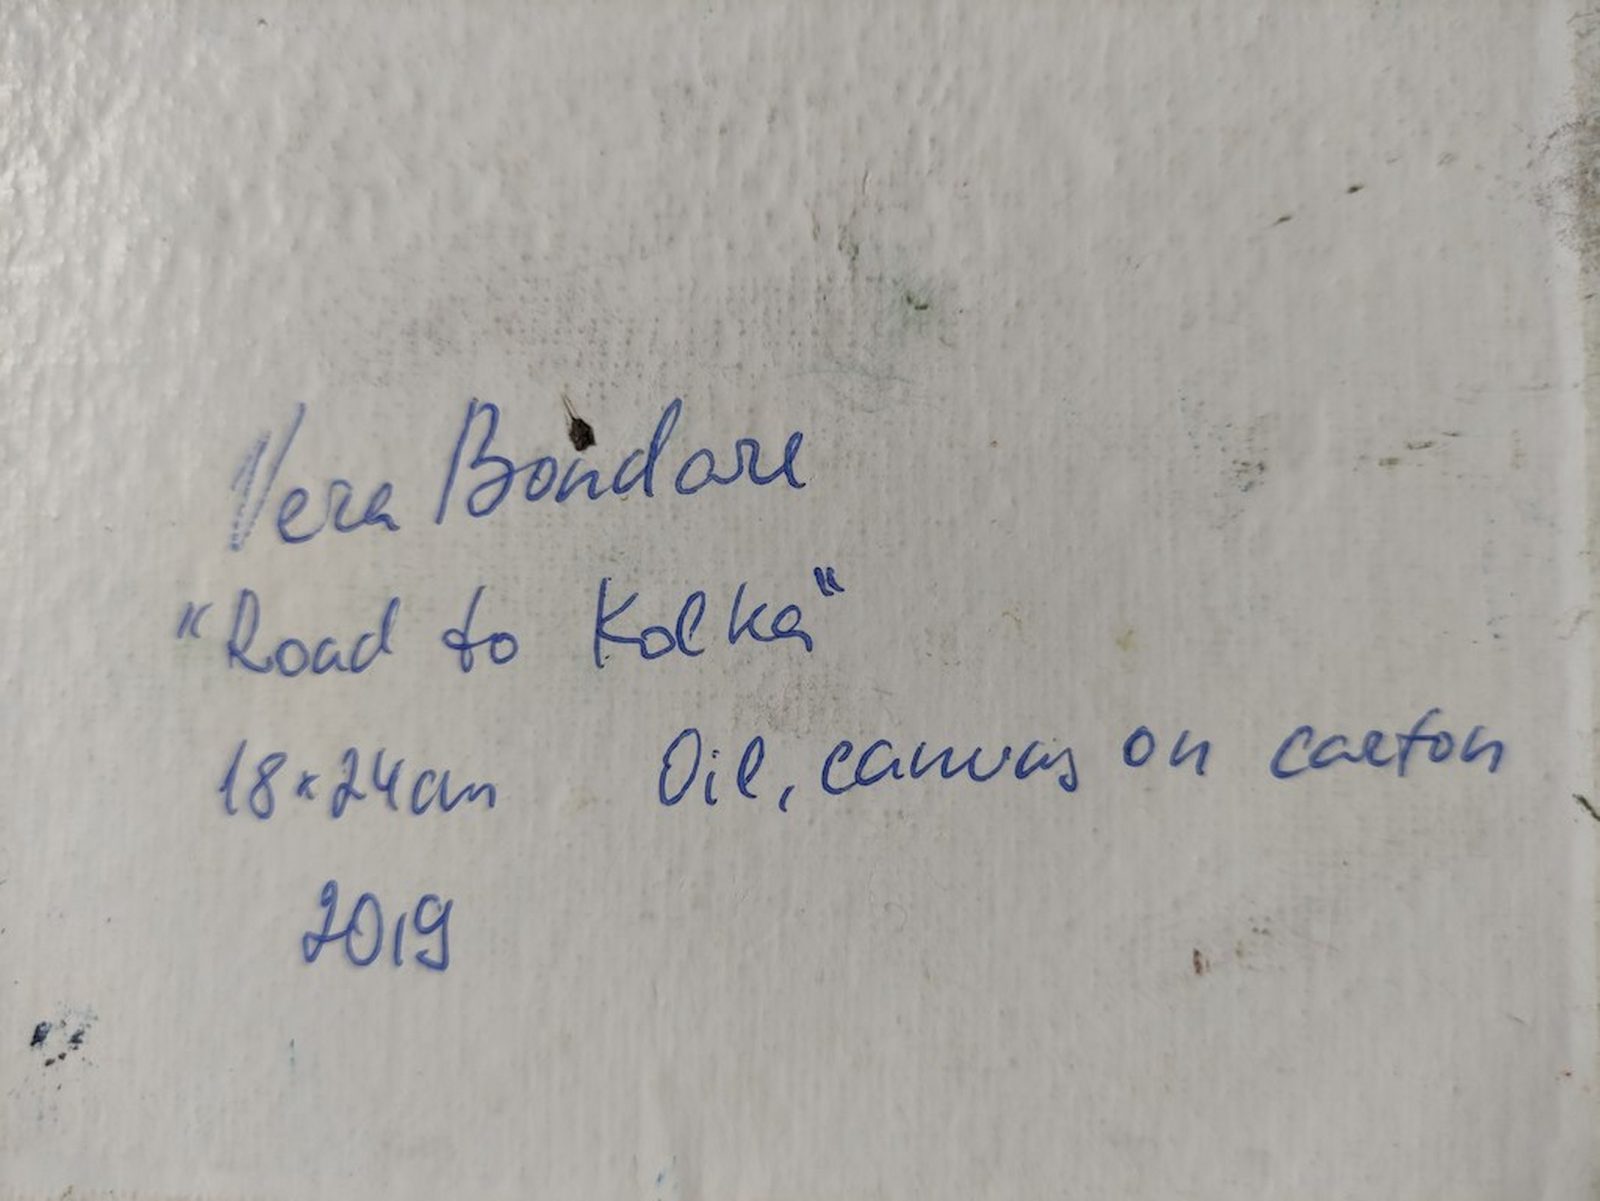 Vera Bondare
"Road to Kolka"
18×24cm Oil, canvas on carton
2019